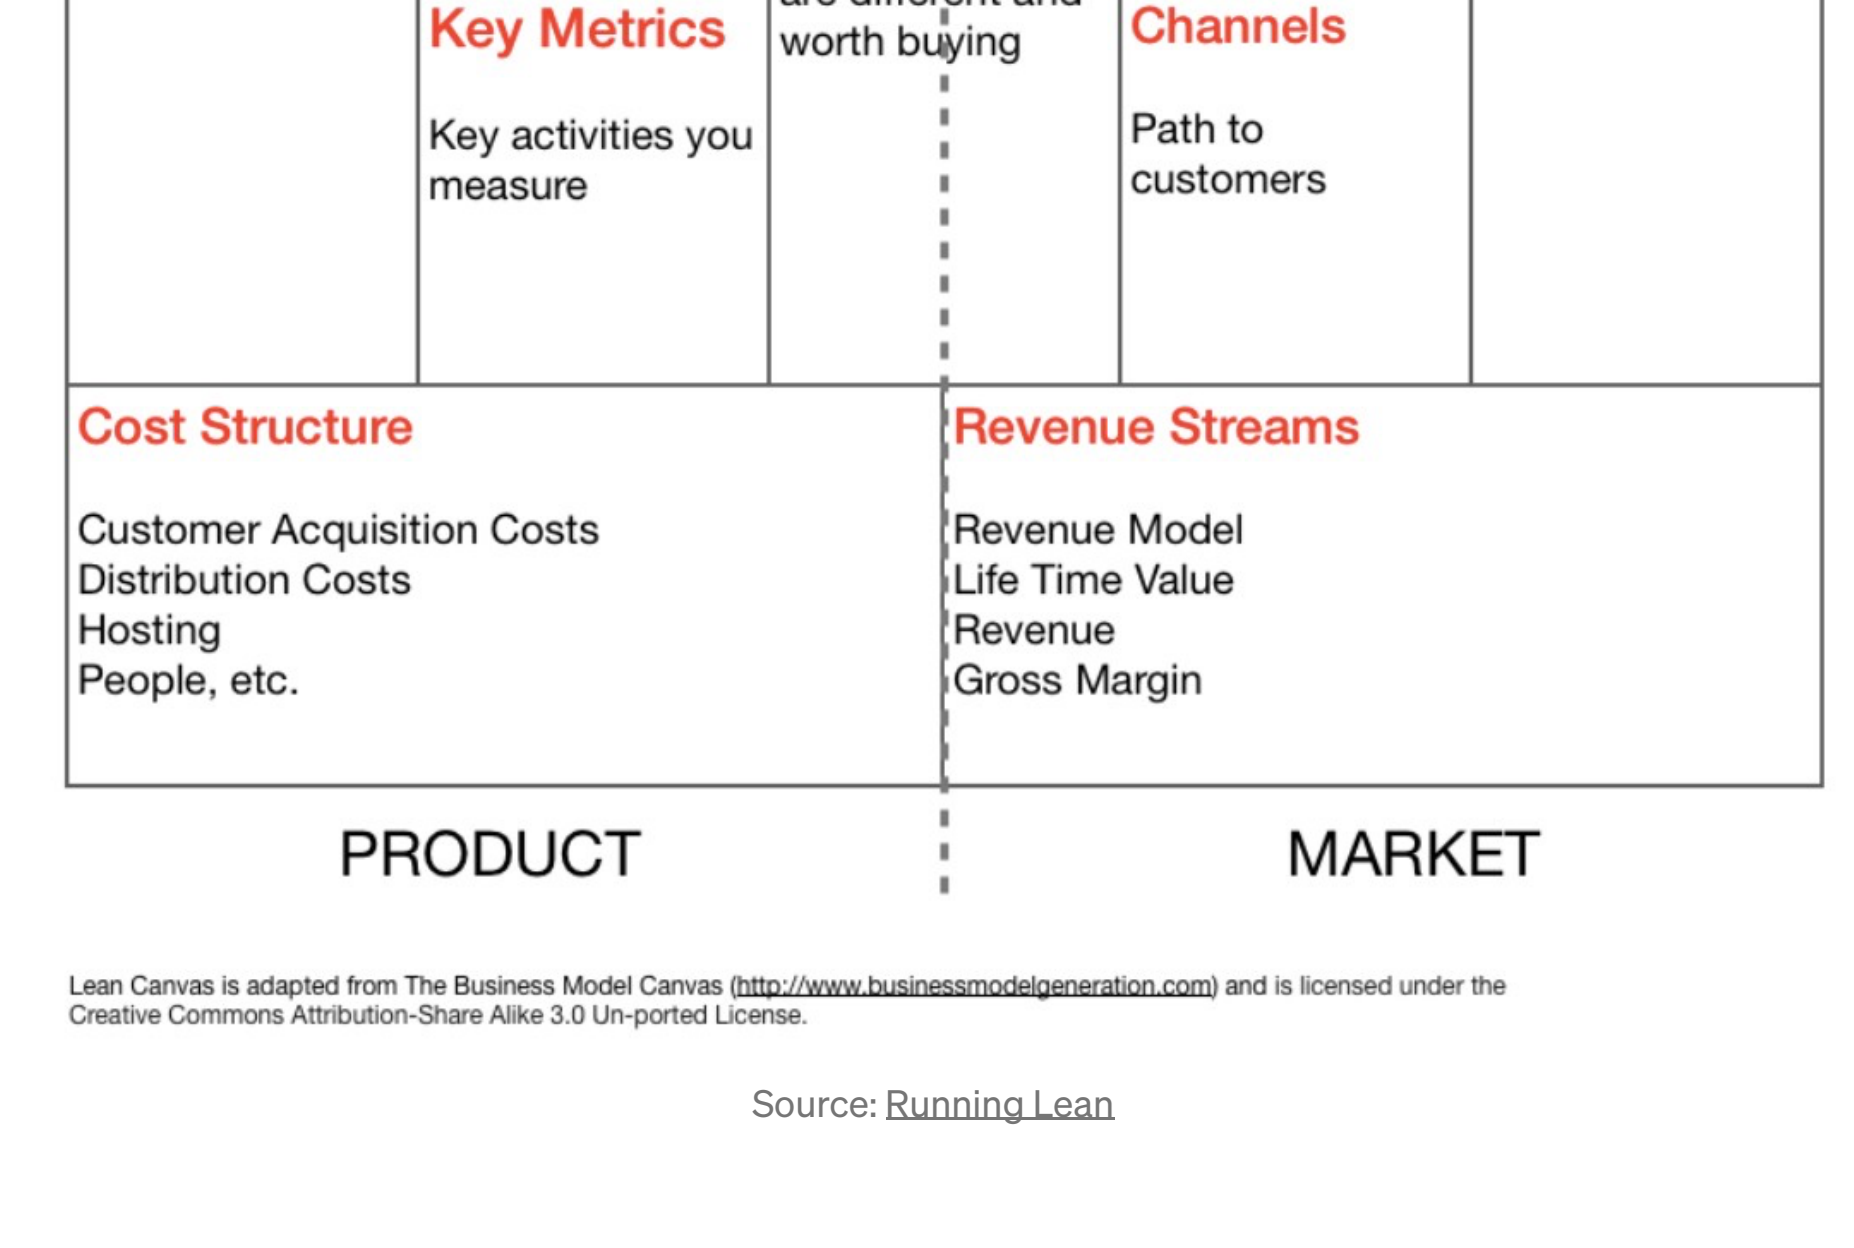 Key Metrics
Key activities you
measure
are different and
worth buying
Channels
Path to
customers
Cost Structure
Customer Acquisition Costs
Distribution Costs
Hosting
People, etc.
Revenue Streams
Revenue Model
Life Time Value
Revenue
Gross Margin
PRODUCT
MARKET
Lean Canvas is adapted from The Business Model Canvas (http://www.businessmodelgeneration.com) and is licensed under the
Creative Commons Attribution-Share Alike 3.0 Un-ported License.
Source: Running Lean